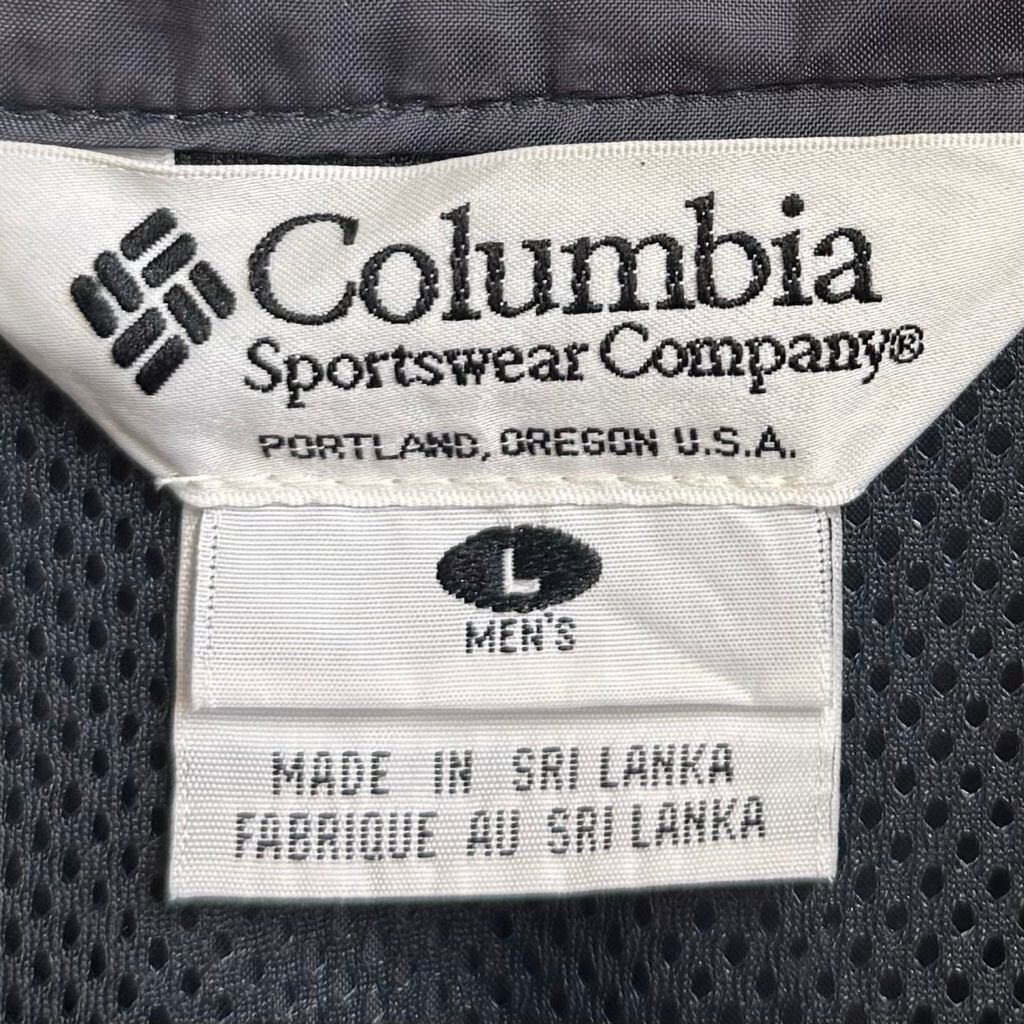 Columbia
Sportswear Company®
PORTLAND, OREGON U.S.A.
L
MEN'S
MADE IN SRI LANKA
FABRIQUE AU SRI LANKA